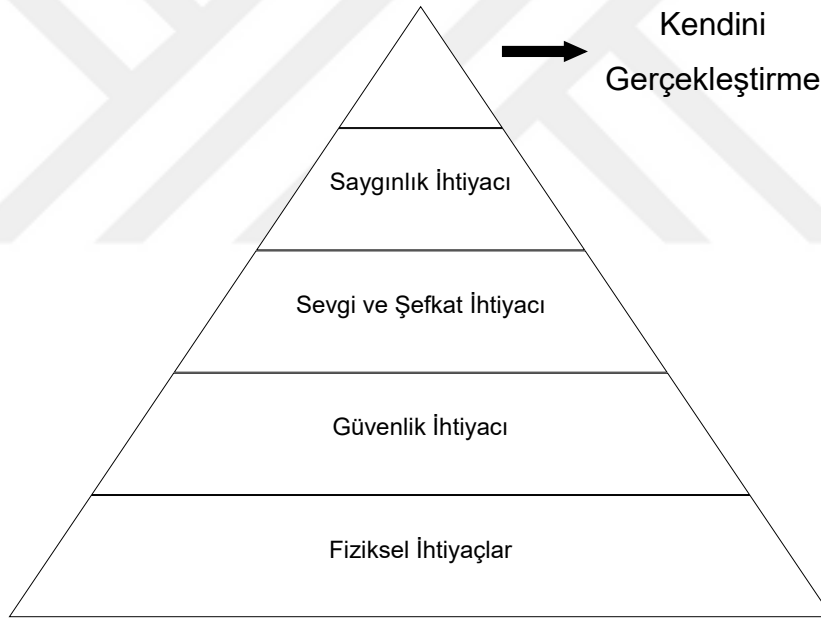 Kendini
Gerçekleştirme
Saygınlık İhtiyacı
Sevgi ve Şefkat İhtiyacı
Güvenlik İhtiyacı
Fiziksel İhtiyaçlar